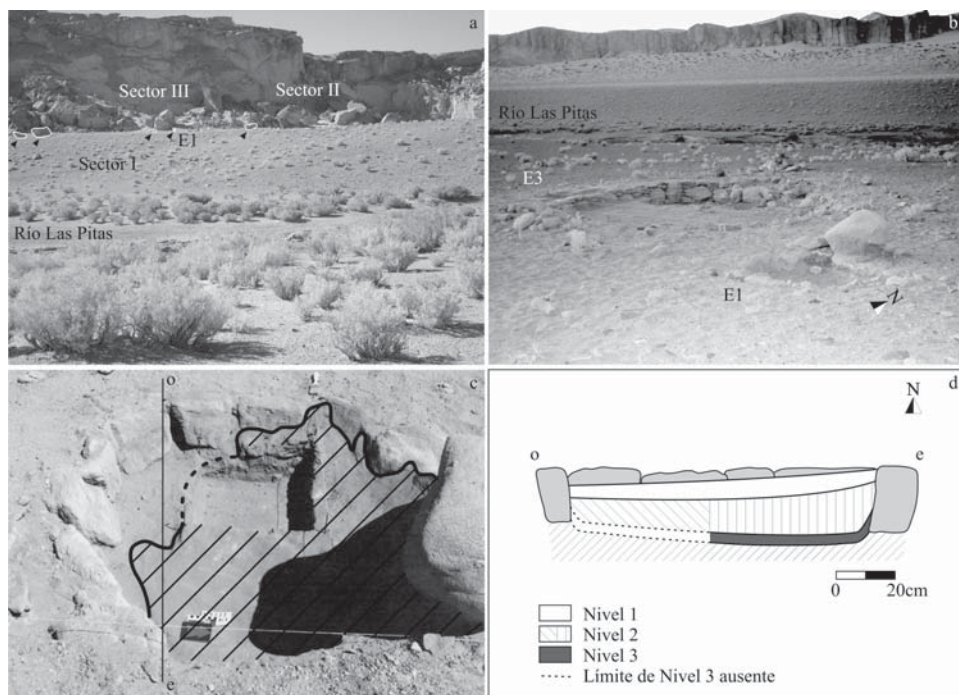 a
Sector III
Sector II
E1
Sector I
Río Las Pitas
b
Río Las Pitas
E3
E1
N
c
o
e
d
N
o
e
0
20cm
Nivel 1
Nivel 2
Nivel 3
Límite de Nivel 3 ausente